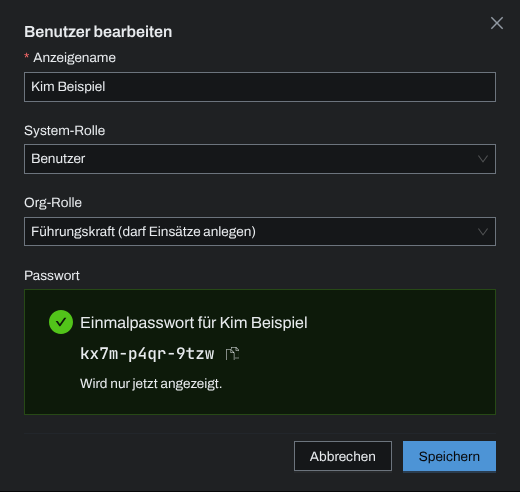 Benutzer bearbeiten
* Anzeigename
Kim Beispiel
System-Rolle
Benutzer
Org-Rolle
Führungskraft (darf Einsätze anlegen)
Passwort
Einmalpasswort für Kim Beispiel
kx7m-p4qr-9tzw
Wird nur jetzt angezeigt.
Abbrechen
Speichern